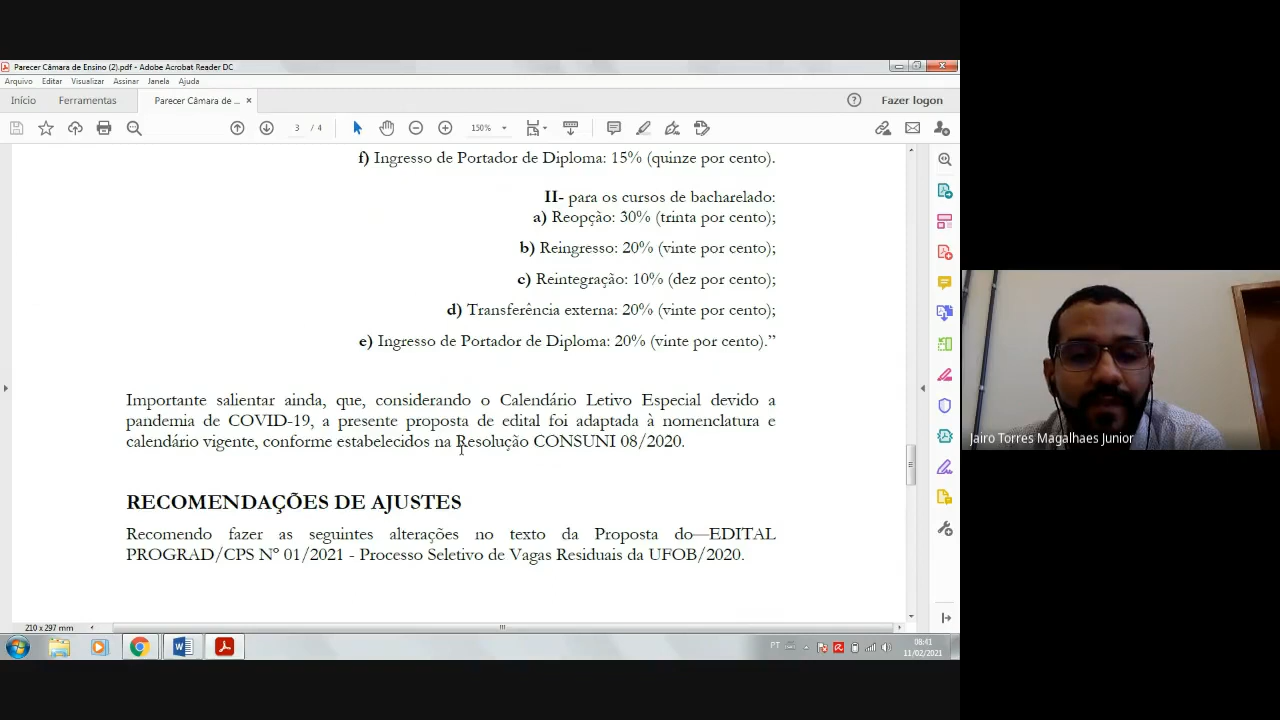 Parecer Câmara de Ensino (2).pdf - Adobe Acrobat Reader DC
Arquivo Editar Visualizar Assinar Janela Ajuda
Início Ferramentas Parecer Câmara de ... × Fazer logon
3 / 4 150%
f) Ingresso de Portador de Diploma: 15% (quinze por cento).
II- para os cursos de bacharelado:
a) Reopção: 30% (trinta por cento);
b) Reingresso: 20% (vinte por cento);
c) Reintegração: 10% (dez por cento);
d) Transferência externa: 20% (vinte por cento);
e) Ingresso de Portador de Diploma: 20% (vinte por cento).”
Importante salientar ainda, que, considerando o Calendário Letivo Especial devido a
pandemia de COVID-19, a presente proposta de edital foi adaptada à nomenclatura e
calendário vigente, conforme estabelecidos na Resolução CONSUNI 08/2020.
RECOMENDAÇÕES DE AJUSTES
Recomendo fazer as seguintes alterações no texto da Proposta do—EDITAL
PROGRAD/CPS Nº 01/2021 - Processo Seletivo de Vagas Residuais da UFOB/2020.
210 x 297 mm
PT 08:41
11/02/2021
Jairo Torres Magalhaes Junior